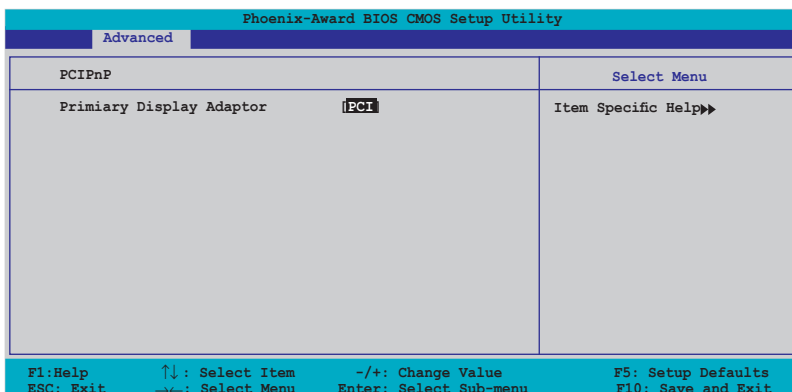 Phoenix-Award BIOS CMOS Setup Utility
Advanced
PCIPnP
Select Menu
Primiary Display Adaptor [PCI]
Item Specific Help▶▶
F1:Help ↑↓: Select Item -/+: Change Value F5: Setup Defaults
ESC: Exit →←: Select Menu Enter: Select Sub-menu F10: Save and Exit